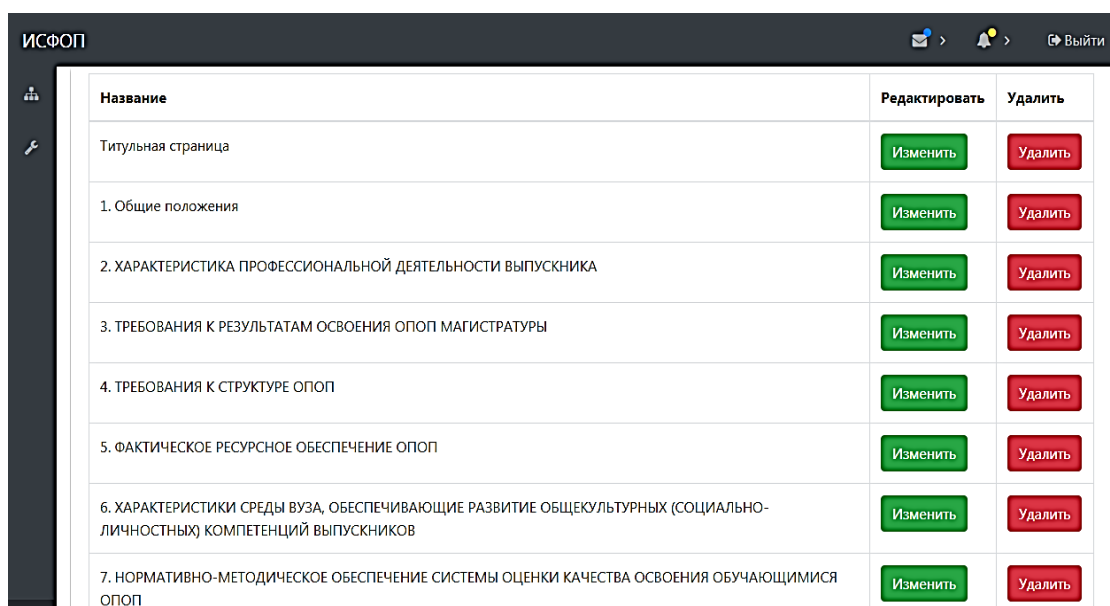 ИСФОП
Выйти
Название Редактировать Удалить
Титульная страница Изменить Удалить
1. Общие положения Изменить Удалить
2. ХАРАКТЕРИСТИКА ПРОФЕССИОНАЛЬНОЙ ДЕЯТЕЛЬНОСТИ ВЫПУСКНИКА Изменить Удалить
3. ТРЕБОВАНИЯ К РЕЗУЛЬТАТАМ ОСВОЕНИЯ ОПОП МАГИСТРАТУРЫ Изменить Удалить
4. ТРЕБОВАНИЯ К СТРУКТУРЕ ОПОП Изменить Удалить
5. ФАКТИЧЕСКОЕ РЕСУРСНОЕ ОБЕСПЕЧЕНИЕ ОПОП Изменить Удалить
6. ХАРАКТЕРИСТИКИ СРЕДЫ ВУЗА, ОБЕСПЕЧИВАЮЩИЕ РАЗВИТИЕ ОБЩЕКУЛЬТУРНЫХ (СОЦИАЛЬНО-
ЛИЧНОСТНЫХ) КОМПЕТЕНЦИЙ ВЫПУСКНИКОВ Изменить Удалить
7. НОРМАТИВНО-МЕТОДИЧЕСКОЕ ОБЕСПЕЧЕНИЕ СИСТЕМЫ ОЦЕНКИ КАЧЕСТВА ОСВОЕНИЯ ОБУЧАЮЩИМИСЯ
ОПОП Изменить Удалить